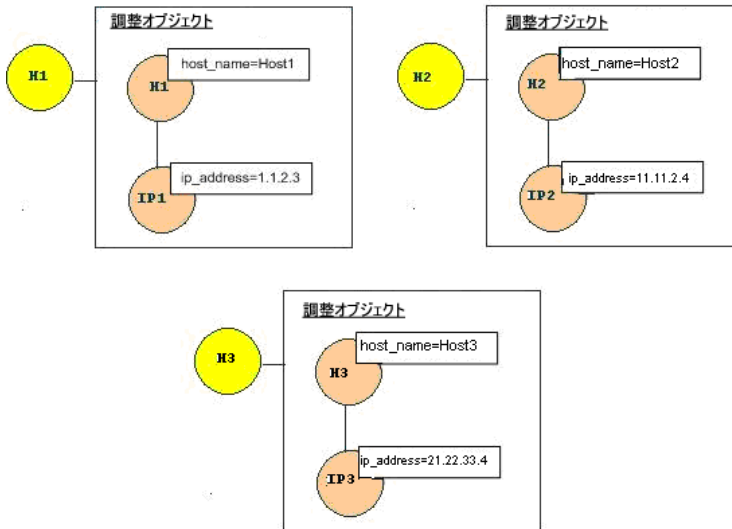 調整オブジェクト
host_name=Host1
H1
H1
ip_address=1.1.2.3
IP1
調整オブジェクト
host_name=Host2
H2
H2
ip_address=11.11.2.4
IP2
調整オブジェクト
host_name=Host3
H3
H3
ip_address=21.22.33.4
IP3